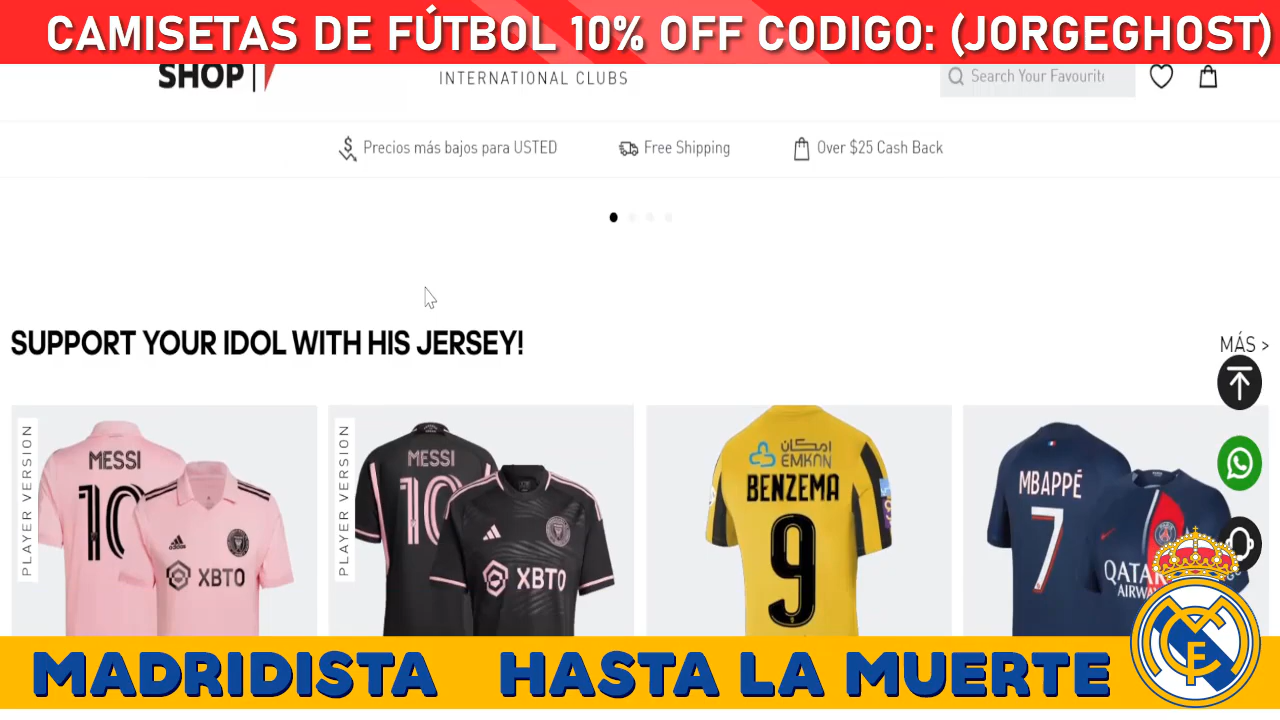 CAMISETAS DE FÚTBOL 10% OFF CODIGO: (JORGEGHOST)
SHOP
INTERNATIONAL CLUBS
Search Your Favourite
Precios más bajos para USTED
Free Shipping
Over $25 Cash Back
SUPPORT YOUR IDOL WITH HIS JERSEY!
MÁS >
PLAYER VERSION
MESSI
10
XBTO
PLAYER VERSION
MESSI
10
XBTO
امكان
EMKAN
BENZEMA
9
MBAPPÉ
7
QATAR
AIRWAY
MADRIDISTA HASTA LA MUERTE